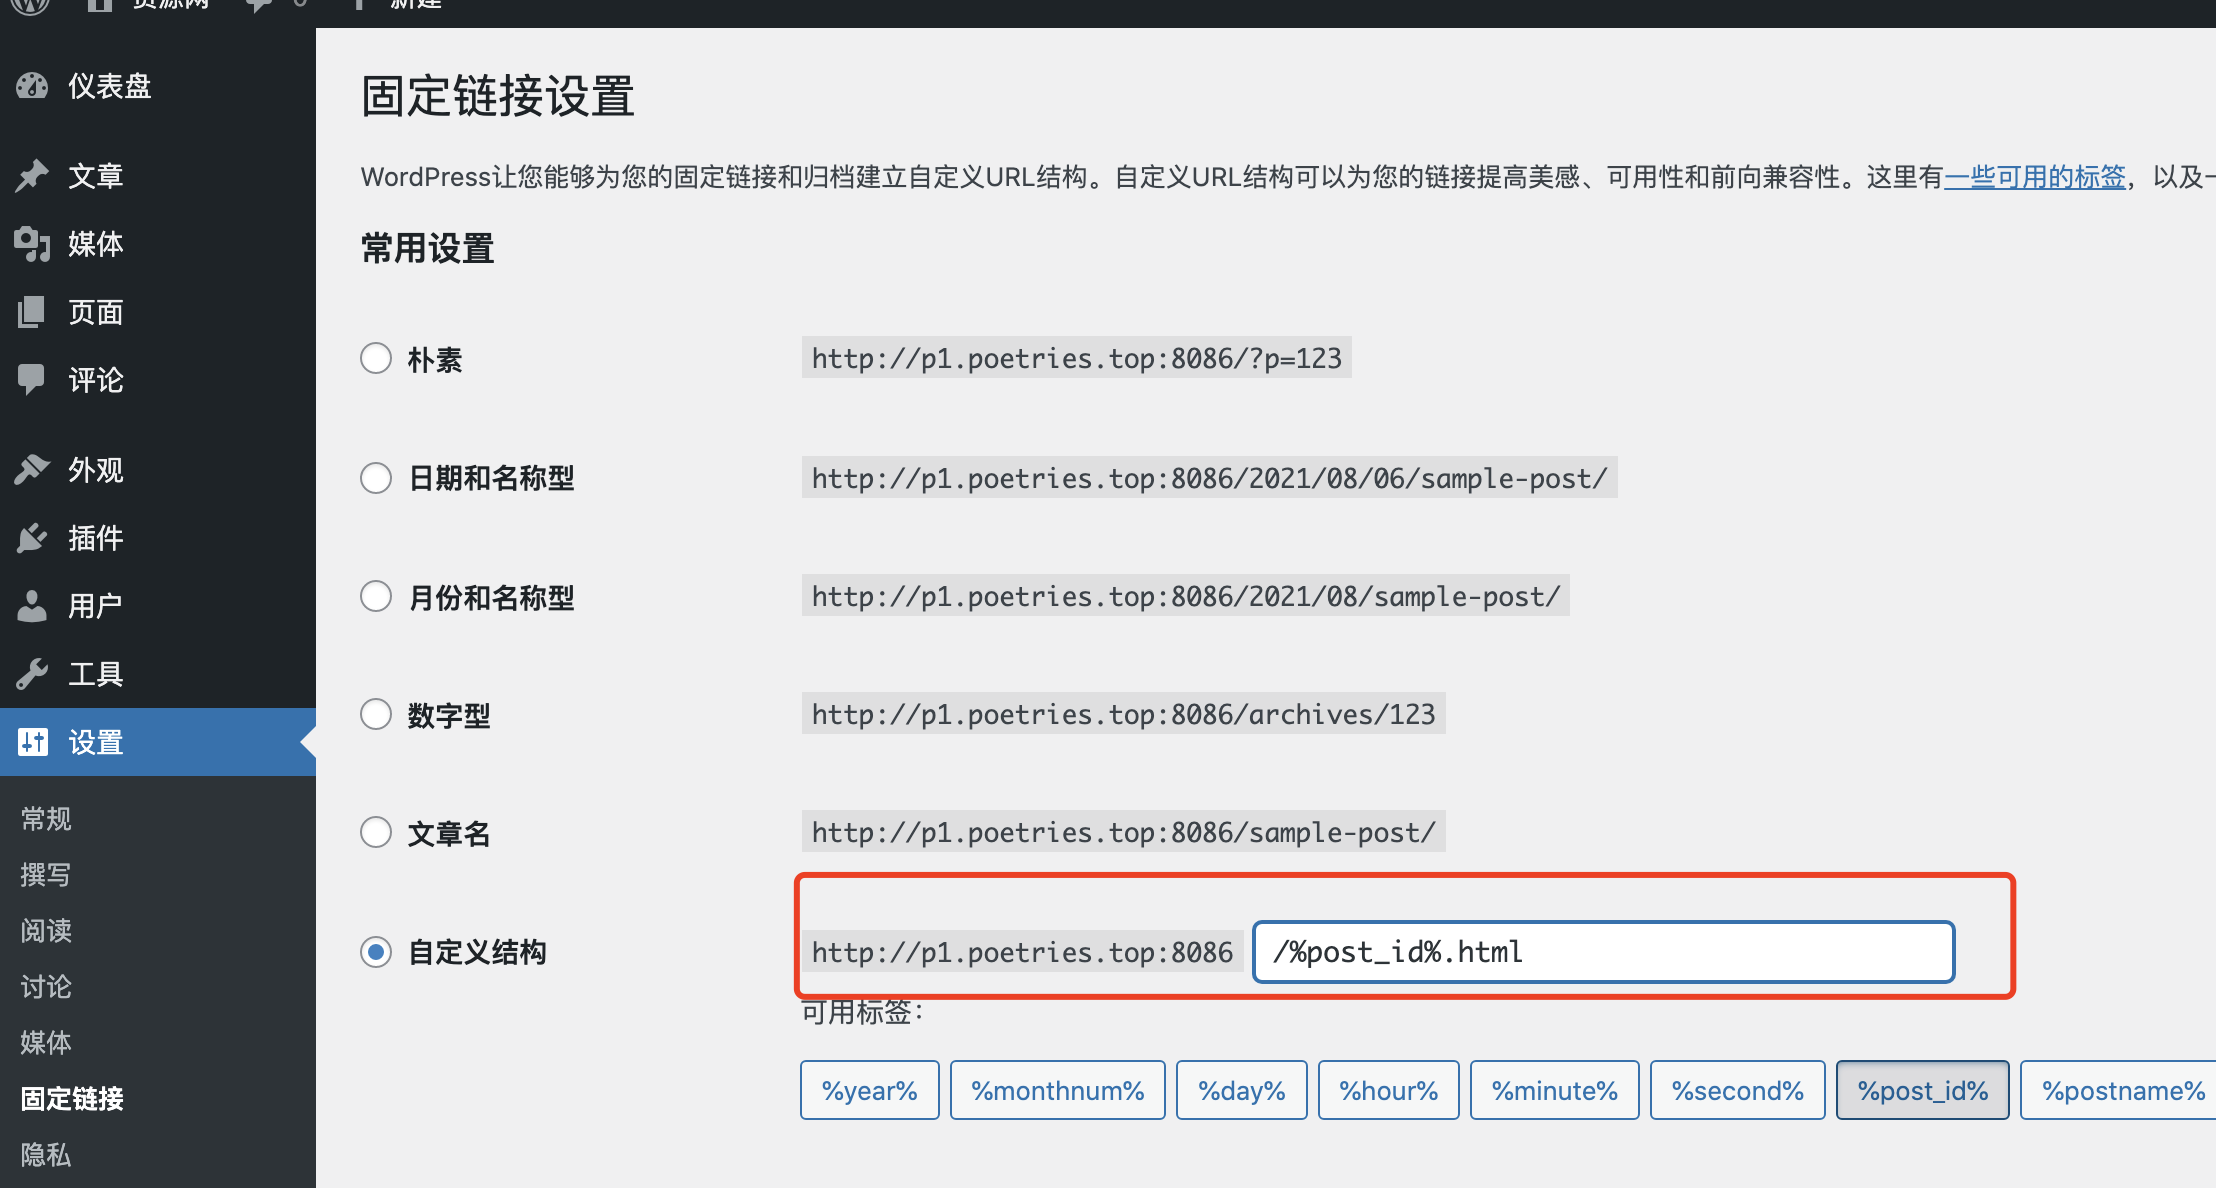 资源网 0 新建
仪表盘
文章
媒体
页面
评论
外观
插件
用户
工具
设置
常规
撰写
阅读
讨论
媒体
固定链接
隐私
固定链接设置
WordPress让您能够为您的固定链接和归档建立自定义URL结构。自定义URL结构可以为您的链接提高美感、可用性和前向兼容性。这里有一些可用的标签，以及一
常用设置
朴素 http://p1.poetries.top:8086/?p=123
日期和名称型 http://p1.poetries.top:8086/2021/08/06/sample-post/
月份和名称型 http://p1.poetries.top:8086/2021/08/sample-post/
数字型 http://p1.poetries.top:8086/archives/123
文章名 http://p1.poetries.top:8086/sample-post/
自定义结构 http://p1.poetries.top:8086 /%post_id%.html
可用标签：
%year% %monthnum% %day% %hour% %minute% %second% %post_id% %postname%